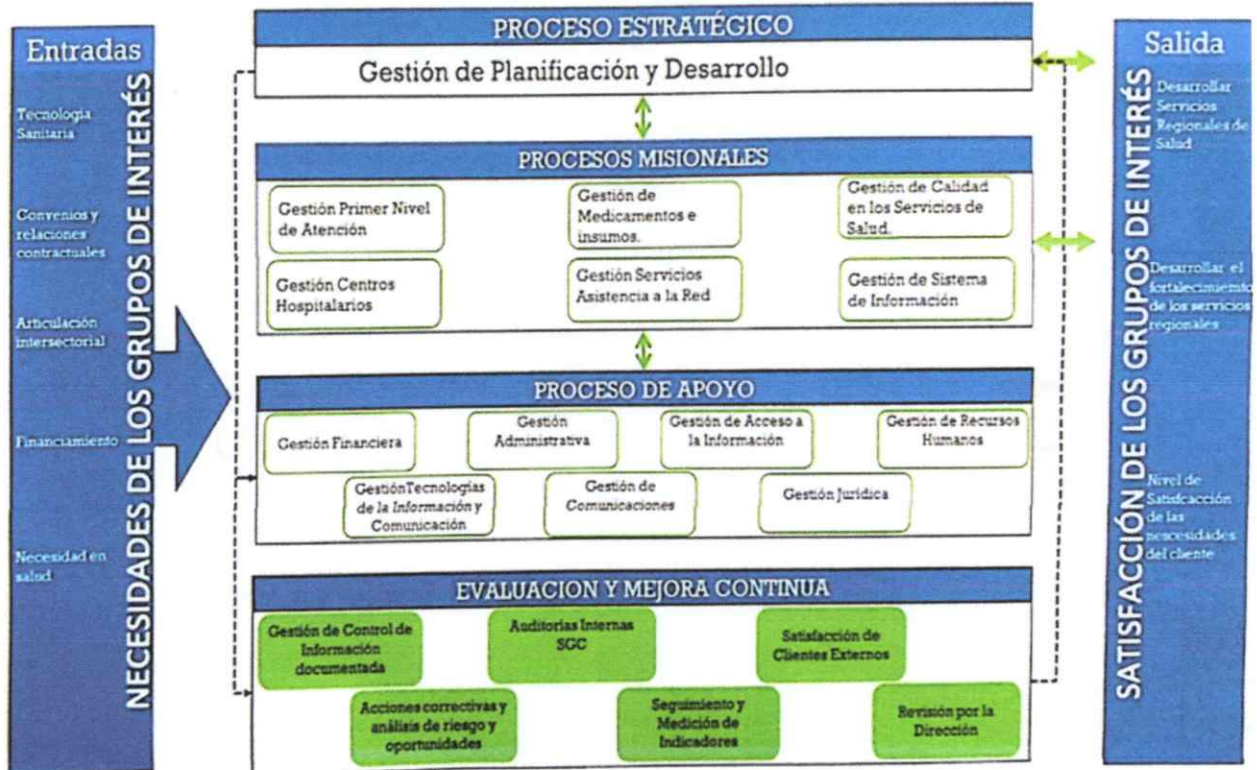 Entradas
Tecnología
Sanitaria
Convenios y
relaciones
contractuales
Articulación
intersectorial
Financiamiento
Necesidad en
salud
NECESIDADES DE LOS GRUPOS DE INTERÉS
PROCESO ESTRATÉGICO
Gestión de Planificación y Desarrollo
PROCESOS MISIONALES
Gestión Primer Nivel
de Atención
Gestión de
Medicamentos e
insumos.
Gestión de Calidad
en los Servicios de
Salud.
Gestión Centros
Hospitalarios
Gestión Servicios
Asistencia a la Red
Gestión de Sistema
de Información
PROCESO DE APOYO
Gestión Financiera
Gestión
Administrativa
Gestión de Acceso a
la Información
Gestión de Recursos
Humanos
GestiónTecnologías
de la Información y
Comunicación
Gestión de
Comunicaciones
Gestión Jurídica
EVALUACION Y MEJORA CONTINUA
Gestión de Control de
Información
documentada
Auditorías Internas
SGC
Satisfacción de
Clientes Externos
Acciones correctivas y
análisis de riesgo y
oportunidades
Seguimiento y
Medición de
Indicadores
Revisión por la
Dirección
SATISFACCIÓN DE LOS GRUPOS DE INTERÉS
Salida
Desarrollar
Servicios
Regionales de
Salud
Desarrollar el
fortalecimiemto
de los servicios
regionales
Nivel de
Satisfcacción
de las
nescesidades
del cliente